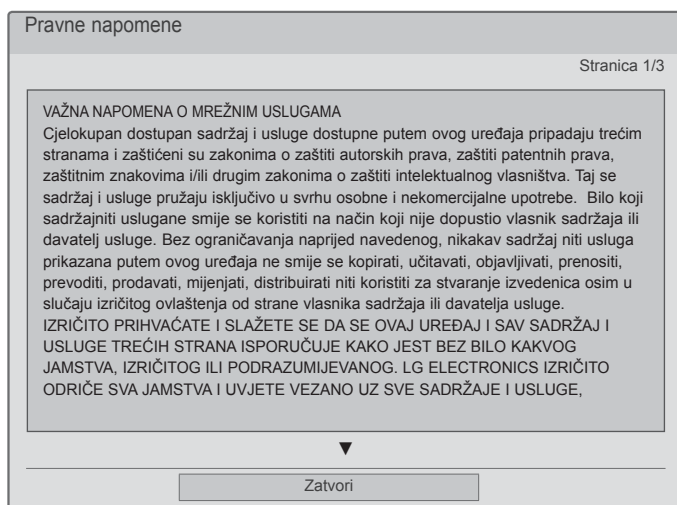 Pravne napomene
Stranica 1/3
VAŽNA NAPOMENA O MREŽNIM USLUGAMA
Cjelokupan dostupan sadržaj i usluge dostupne putem ovog uređaja pripadaju trećim
stranama i zaštićeni su zakonima o zaštiti autorskih prava, zaštiti patentnih prava,
zaštitnim znakovima i/ili drugim zakonima o zaštiti intelektualnog vlasništva. Taj se
sadržaj i usluge pružaju isključivo u svrhu osobne i nekomercijalne upotrebe. Bilo koji
sadržajniti uslugane smije se koristiti na način koji nije dopustio vlasnik sadržaja ili
davatelj usluge. Bez ograničavanja naprijed navedenog, nikakav sadržaj niti usluga
prikazana putem ovog uređaja ne smije se kopirati, učitavati, objavljivati, prenositi,
prevoditi, prodavati, mijenjati, distribuirati niti koristiti za stvaranje izvedenica osim u
slučaju izričitog ovlaštenja od strane vlasnika sadržaja ili davatelja usluge.
IZRIČITO PRIHVAĆATE I SLAŽETE SE DA SE OVAJ UREĐAJ I SAV SADRŽAJ I
USLUGE TREĆIH STRANA ISPORUČUJE KAKO JEST BEZ BILO KAKVOG
JAMSTVA, IZRIČITOG ILI PODRAZUMIJEVANOG. LG ELECTRONICS IZRIČITO
ODRIČE SVA JAMSTVA I UVJETE VEZANO UZ SVE SADRŽAJE I USLUGE,
▼
Zatvori